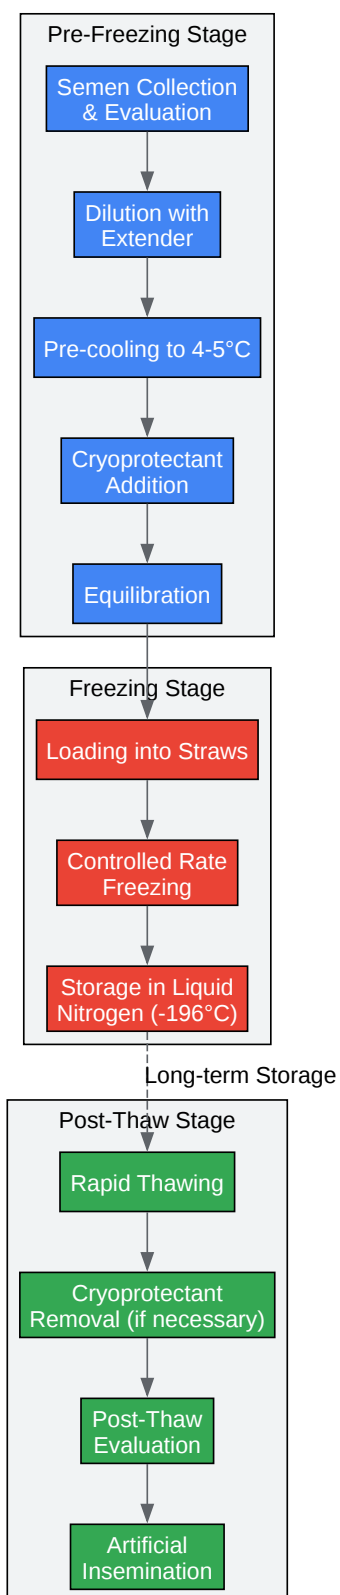 Pre-Freezing Stage
Semen Collection
& Evaluation
Dilution with
Extender
Pre-cooling to 4-5°C
Cryoprotectant
Addition
Equilibration
Freezing Stage
Loading into Straws
Controlled Rate
Freezing
Storage in Liquid
Nitrogen (-196°C)
Long-term Storage
Post-Thaw Stage
Rapid Thawing
Cryoprotectant
Removal (if necessary)
Post-Thaw
Evaluation
Artificial
Insemination